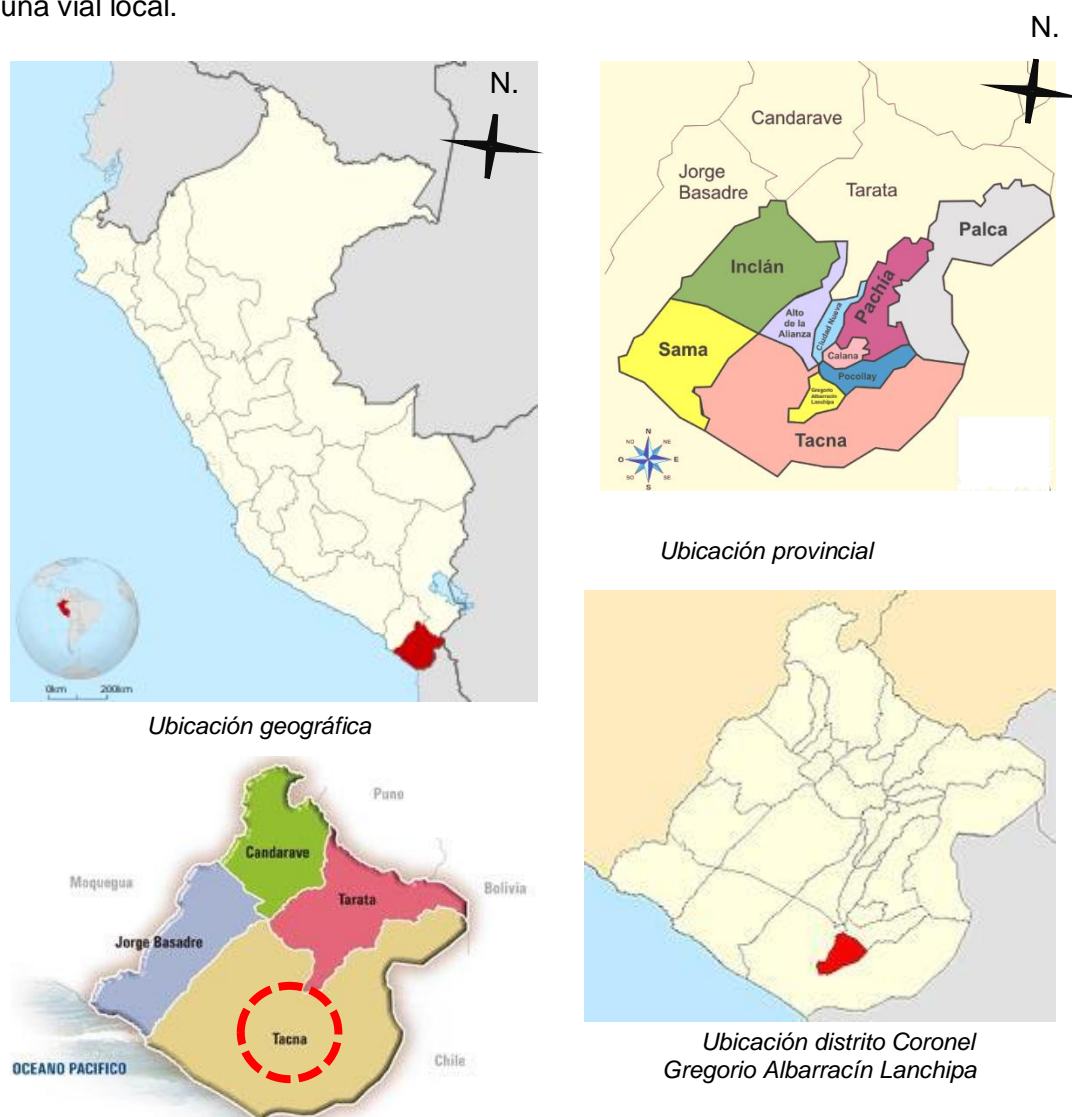 una vial local.
N.
0km 200km
Ubicación geográfica
N.
Candarave
Jorge
Basadre
Tarata
Palca
Inclán
Pachía
Alto
de la
Alianza
Ciudad Nueva
Sama
Calana
Pocollay
Gregorio
Albarracín
Lanchipa
Tacna
N
NO NE
O E
SO SE
S
Ubicación provincial
Puno
Candarave
Moquegua
Bolivia
Tarata
Jorge Basadre
Tacna
Chile
OCEANO PACIFICO
Ubicación distrito Coronel
Gregorio Albarracín Lanchipa